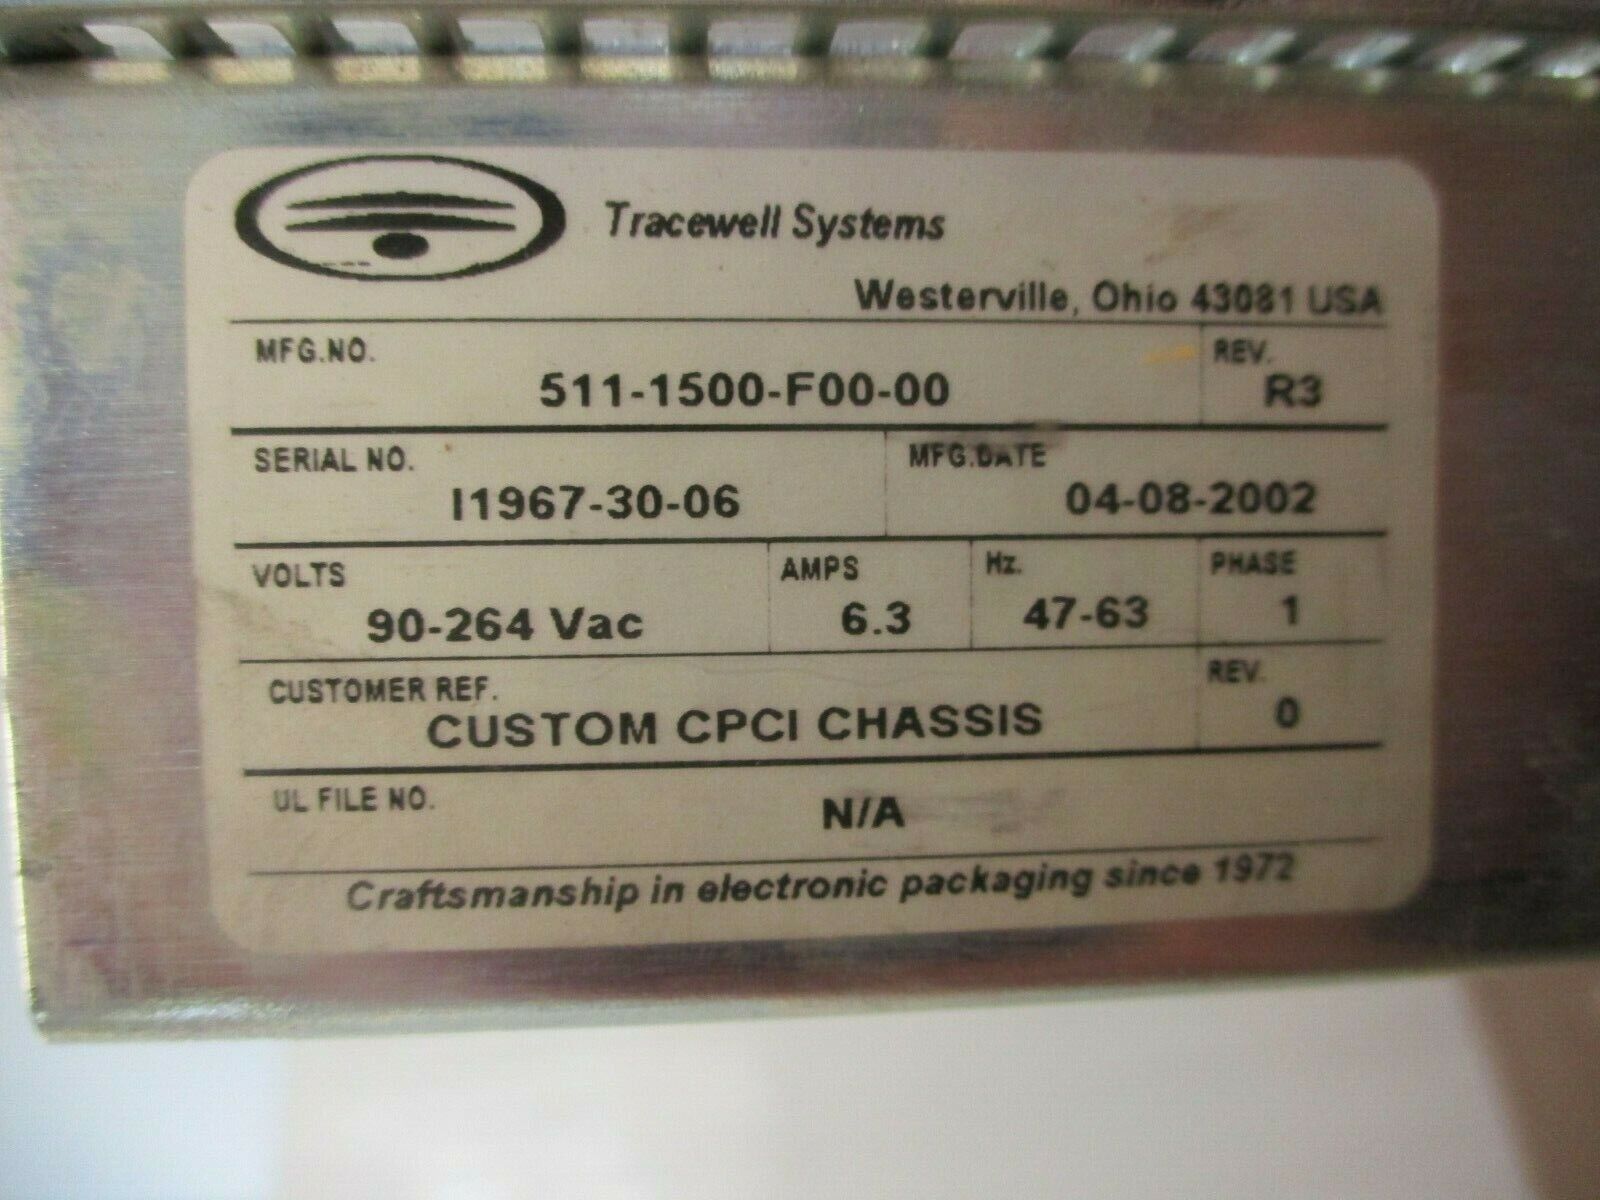 Tracewell Systems
Westerville, Ohio 43081 USA
MFG.NO. REV.
511-1500-F00-00 R3
SERIAL NO. MFG.DATE
I1967-30-06 04-08-2002
VOLTS AMPS Hz. PHASE
90-264 Vac 6.3 47-63 1
CUSTOMER REF. REV.
CUSTOM CPCI CHASSIS 0
UL FILE NO.
N/A
Craftsmanship in electronic packaging since 1972